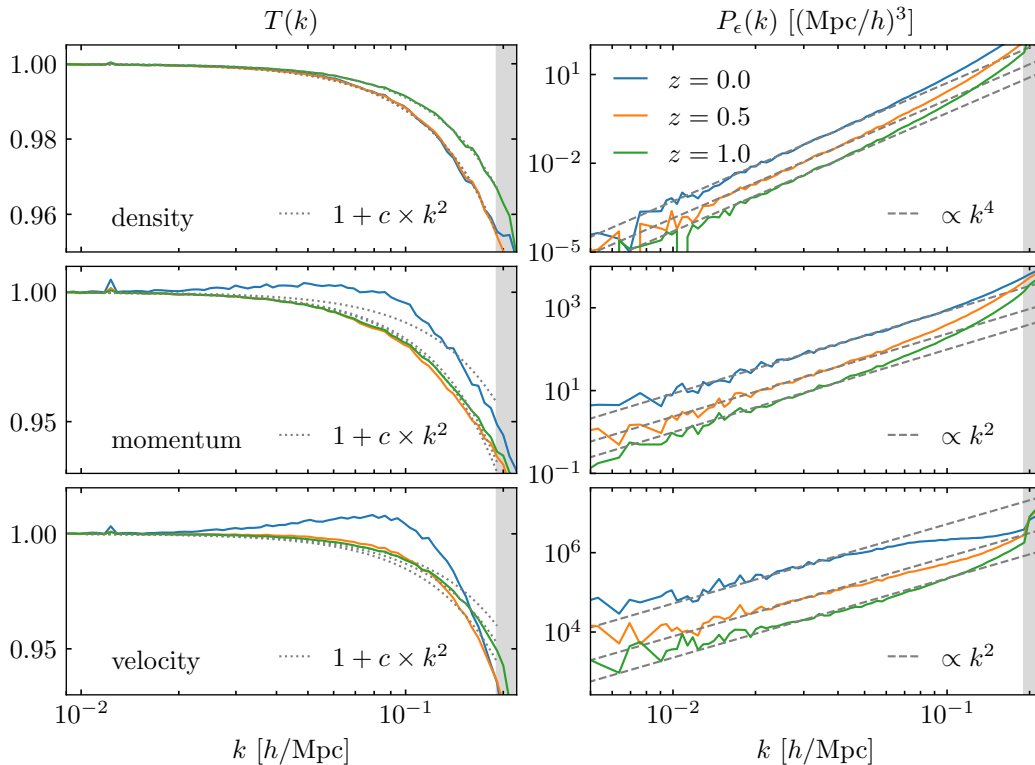 T(k)
P_ϵ(k) [(Mpc/h)^3]
1.00
0.98
0.96
density
1 + c × k^2
10^1
10^−2
10^−5
z = 0.0
z = 0.5
z = 1.0
∝ k^4
1.00
0.95
momentum
1 + c × k^2
10^3
10^1
10^−1
∝ k^2
1.00
0.95
velocity
1 + c × k^2
10^6
10^4
∝ k^2
10^−2
10^−1
10^−2
10^−1
k [h/Mpc]
k [h/Mpc]